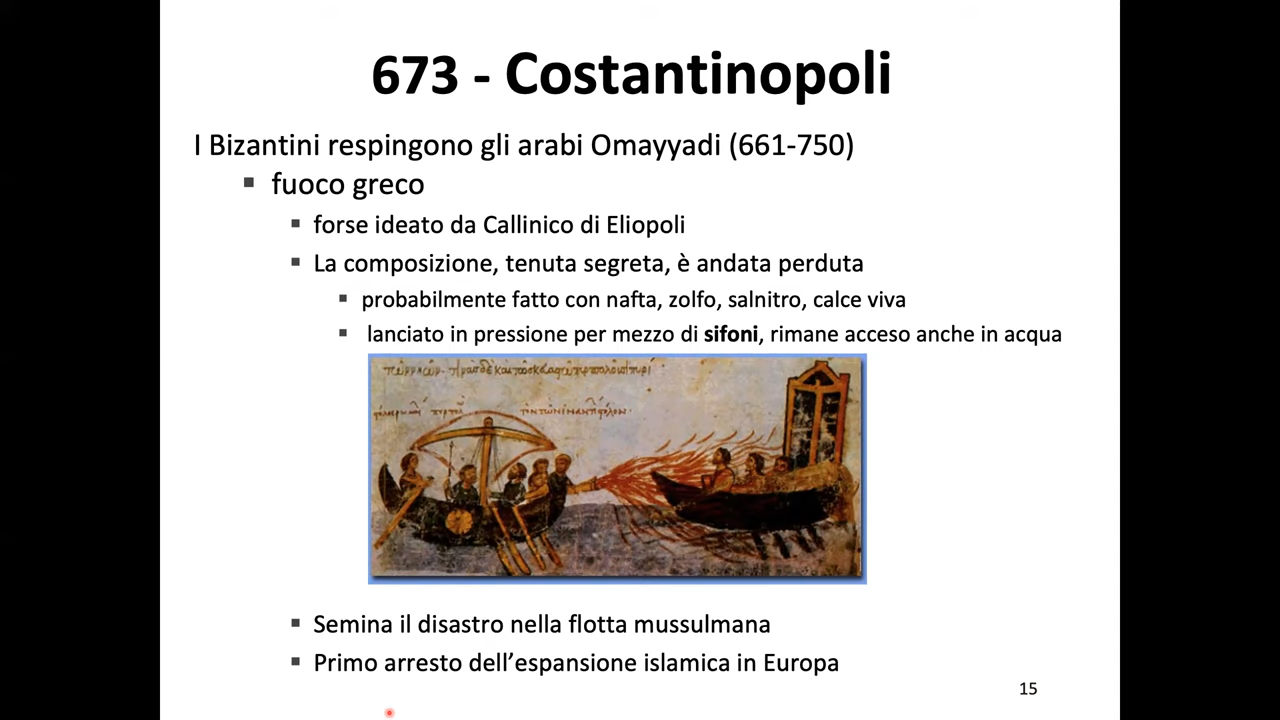 673 - Costantinopoli
I Bizantini respingono gli arabi Omayyadi (661-750)
▪ fuoco greco
▪ forse ideato da Callinico di Eliopoli
▪ La composizione, tenuta segreta, è andata perduta
▪ probabilmente fatto con nafta, zolfo, salnitro, calce viva
▪ lanciato in pressione per mezzo di sifoni, rimane acceso anche in acqua
▪ Semina il disastro nella flotta mussulmana
▪ Primo arresto dell’espansione islamica in Europa
15